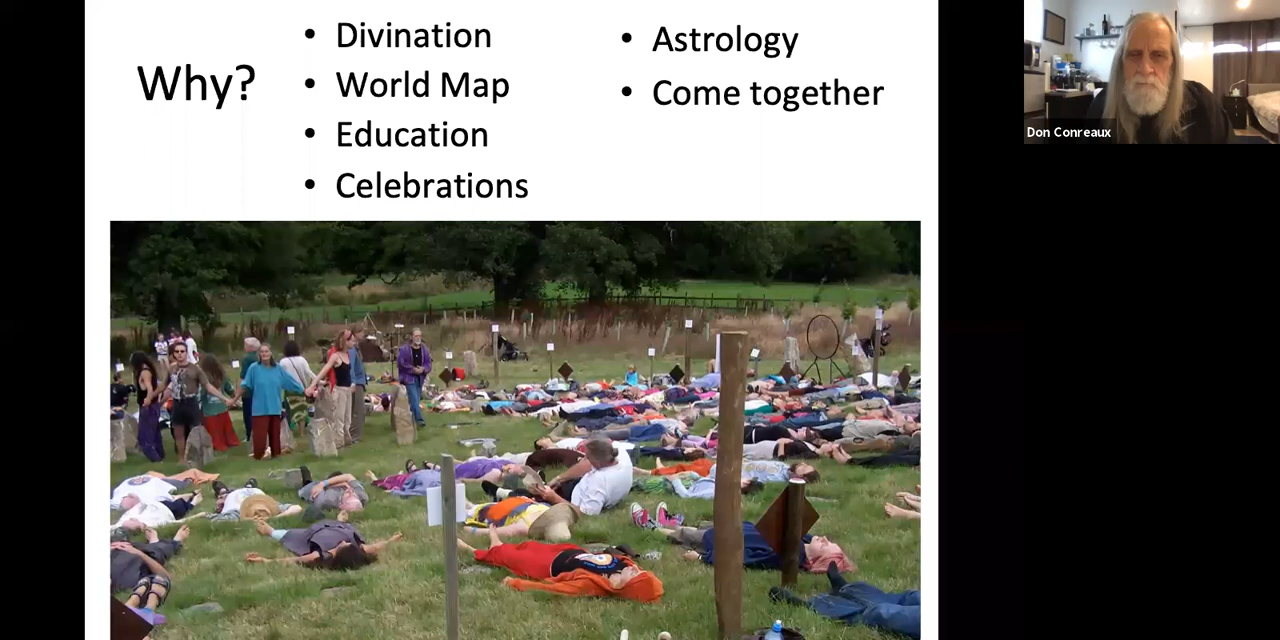 Why?
• Divination
• World Map
• Education
• Celebrations
• Astrology
• Come together
Don Conreaux